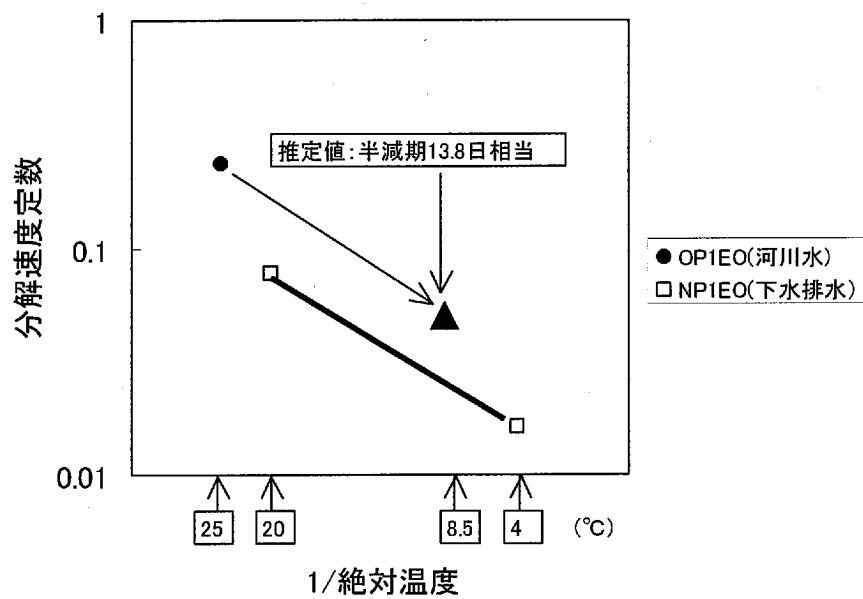 1
推定値:半減期13.8日相当
分解速度定数
0.1
● OP1EO(河川水)
□ NP1EO(下水排水)
0.01
25 20 8.5 4 (℃)
1/絶対温度